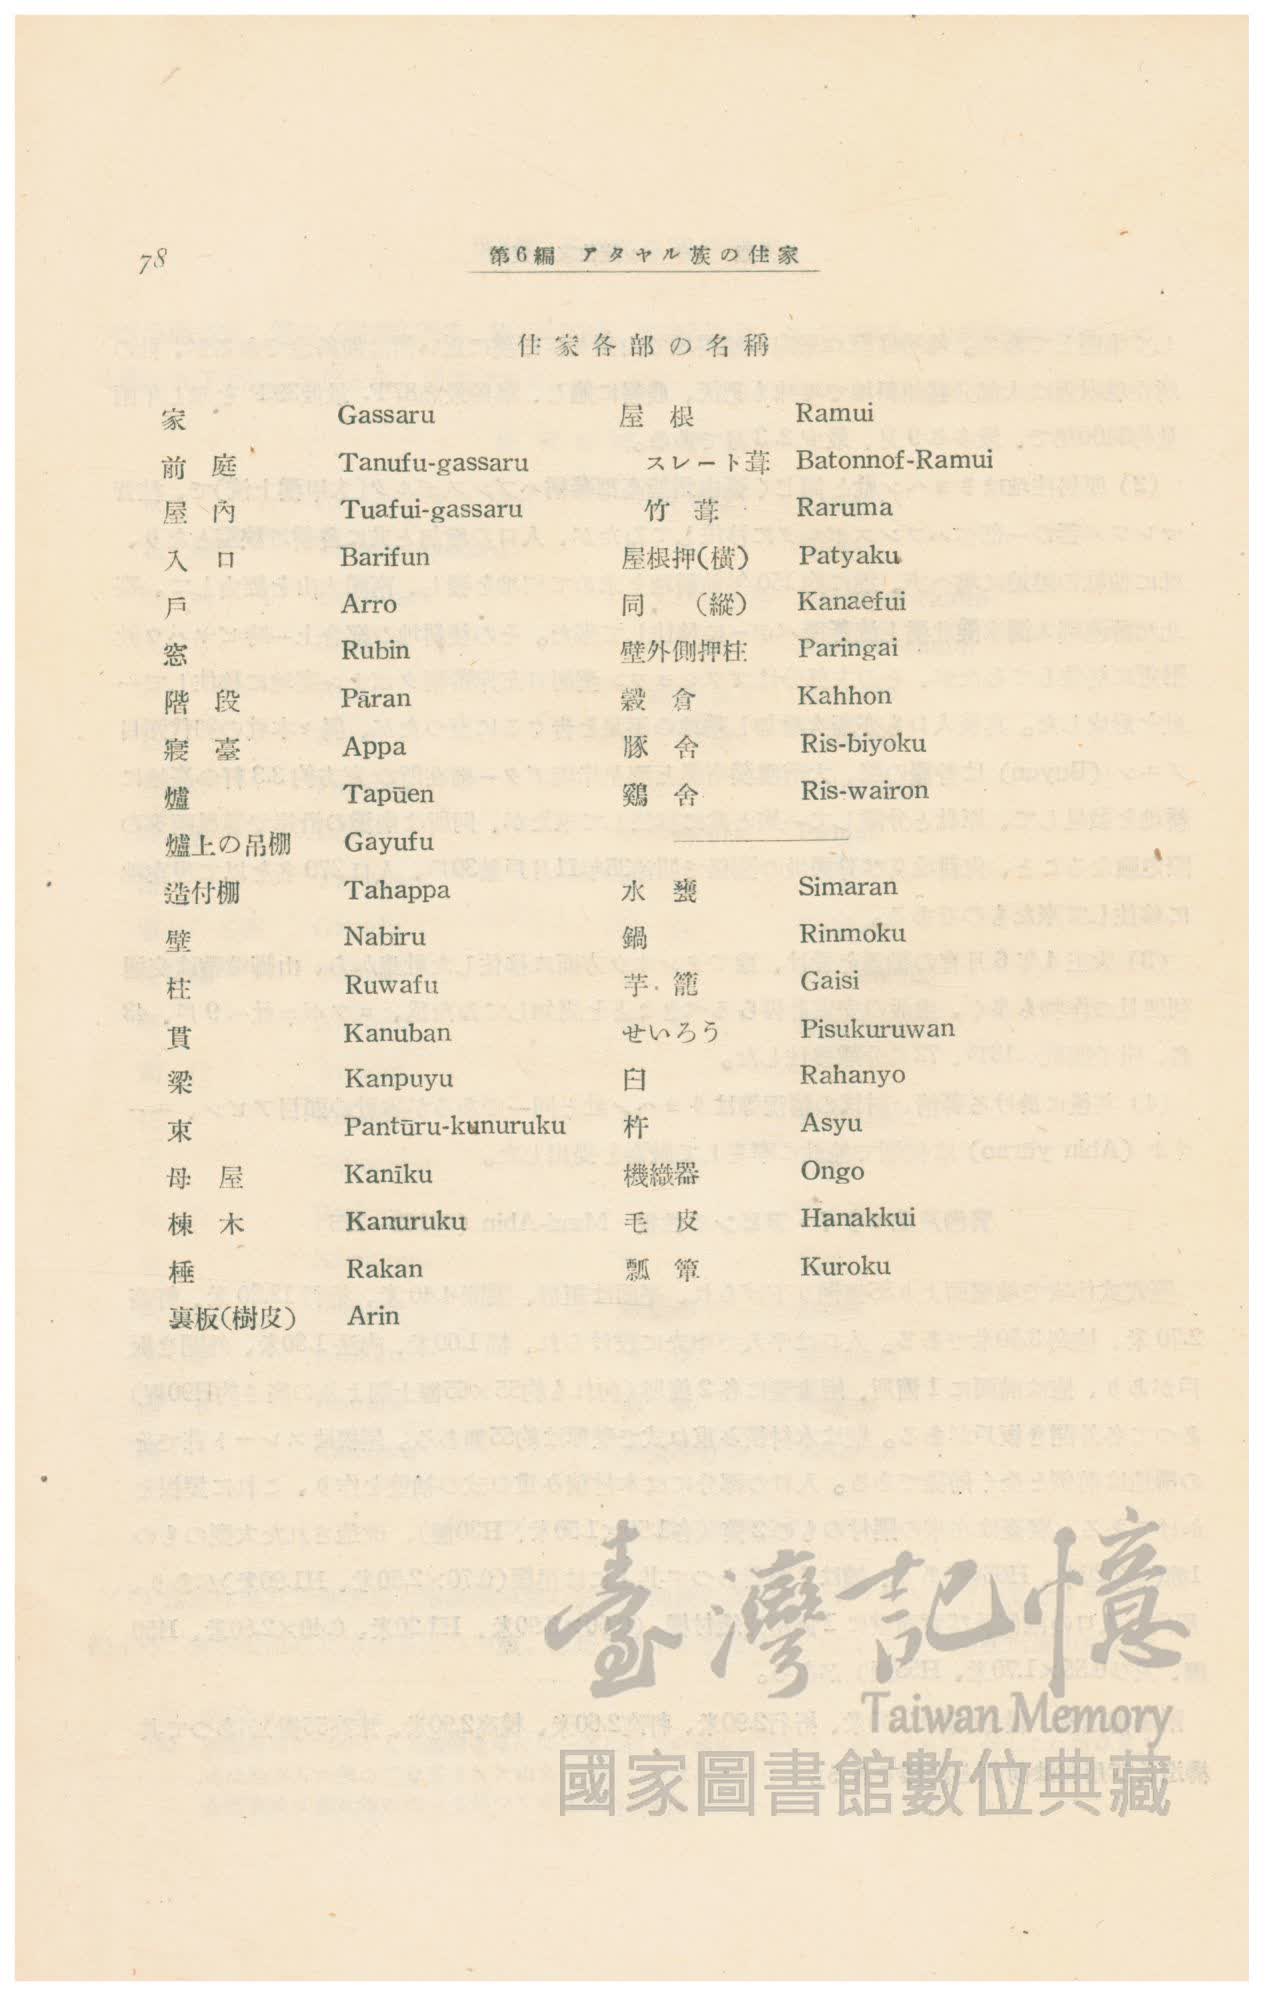 78
第6編 アタヤル族の住家
住家各部の名稱
家 Gassaru
前庭 Tanufu-gassaru
屋內 Tuafui-gassaru
入口 Barifun
戶 Arro
窓 Rubin
階段 Pāran
寢臺 Appa
爐 Tapūen
爐上の吊棚 Gayufu
造付棚 Tahappa
壁 Nabiru
柱 Ruwafu
貫 Kanuban
梁 Kanpuyu
束 Pantūru-kunuruku
母屋 Kanīku
棟木 Kanuruku
棰 Rakan
裏板(樹皮) Arin
屋根 Ramui
スレート葺 Batonnof-Ramui
竹葺 Raruma
屋根押(橫) Patyaku
同 (縱) Kanaefui
壁外側押柱 Paringai
穀倉 Kahhon
豚舍 Ris-biyoku
鷄舍 Ris-wairon
水甕 Simaran
鍋 Rinmoku
芋籠 Gaisi
せいろう Pisukuruwan
臼 Rahanyo
杵 Asyu
機織器 Ongo
毛皮 Hanakkui
瓢簞 Kuroku
臺灣記憶
Taiwan Memory
國家圖書館數位典藏